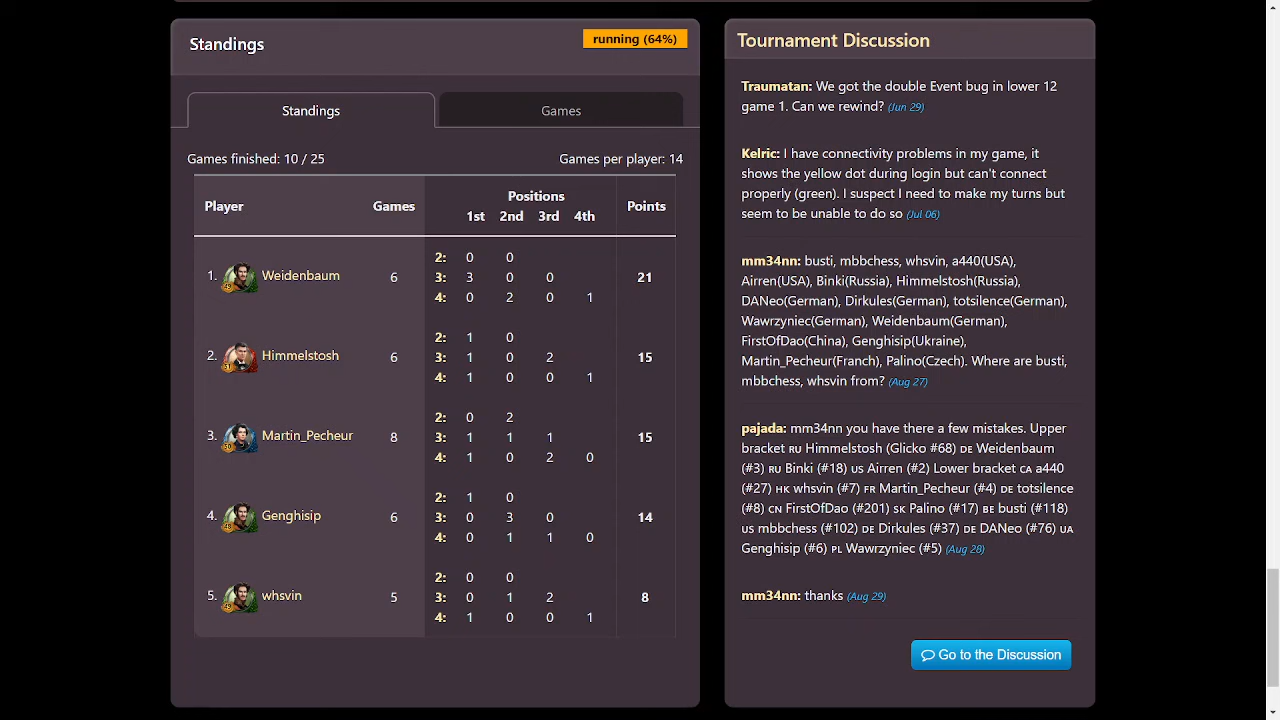 Standings
running (64%)
Standings
Games
Games finished: 10 / 25
Games per player: 14
Player Games Positions Points
1st 2nd 3rd 4th
2: 0 0
1. Weidenbaum 6 3: 3 0 0 21
4: 0 2 0 1
2: 1 0
2. Himmelstosh 6 3: 1 0 2 15
4: 1 0 0 1
2: 0 2
3. Martin_Pecheur 8 3: 1 1 1 15
4: 1 0 2 0
2: 1 0
4. Genghisip 6 3: 0 3 0 14
4: 0 1 1 0
2: 0 0
5. whsvin 5 3: 0 1 2 8
4: 1 0 0 1
Tournament Discussion
Traumatan: We got the double Event bug in lower 12
game 1. Can we rewind? (Jun 29)
Kelric: I have connectivity problems in my game, it
shows the yellow dot during login but can't connect
properly (green). I suspect I need to make my turns but
seem to be unable to do so (Jul 06)
mm34nn: busti, mbbchess, whsvin, a440(USA),
Airren(USA), Binki(Russia), Himmelstosh(Russia),
DANeo(German), Dirkules(German), totsilence(German),
Wawrzyniec(German), Weidenbaum(German),
FirstOfDao(China), Genghisip(Ukraine),
Martin_Pecheur(Franch), Palino(Czech). Where are busti,
mbbchess, whsvin from? (Aug 27)
pajada: mm34nn you have there a few mistakes. Upper
bracket RU Himmelstosh (Glicko #68) DE Weidenbaum
(#3) RU Binki (#18) US Airren (#2) Lower bracket CA a440
(#27) HK whsvin (#7) FR Martin_Pecheur (#4) DE totsilence
(#8) CN FirstOfDao (#201) SK Palino (#17) BE busti (#118)
US mbbchess (#102) DE Dirkules (#37) DE DANeo (#76) UA
Genghisip (#6) PL Wawrzyniec (#5) (Aug 28)
mm34nn: thanks (Aug 29)
Go to the Discussion